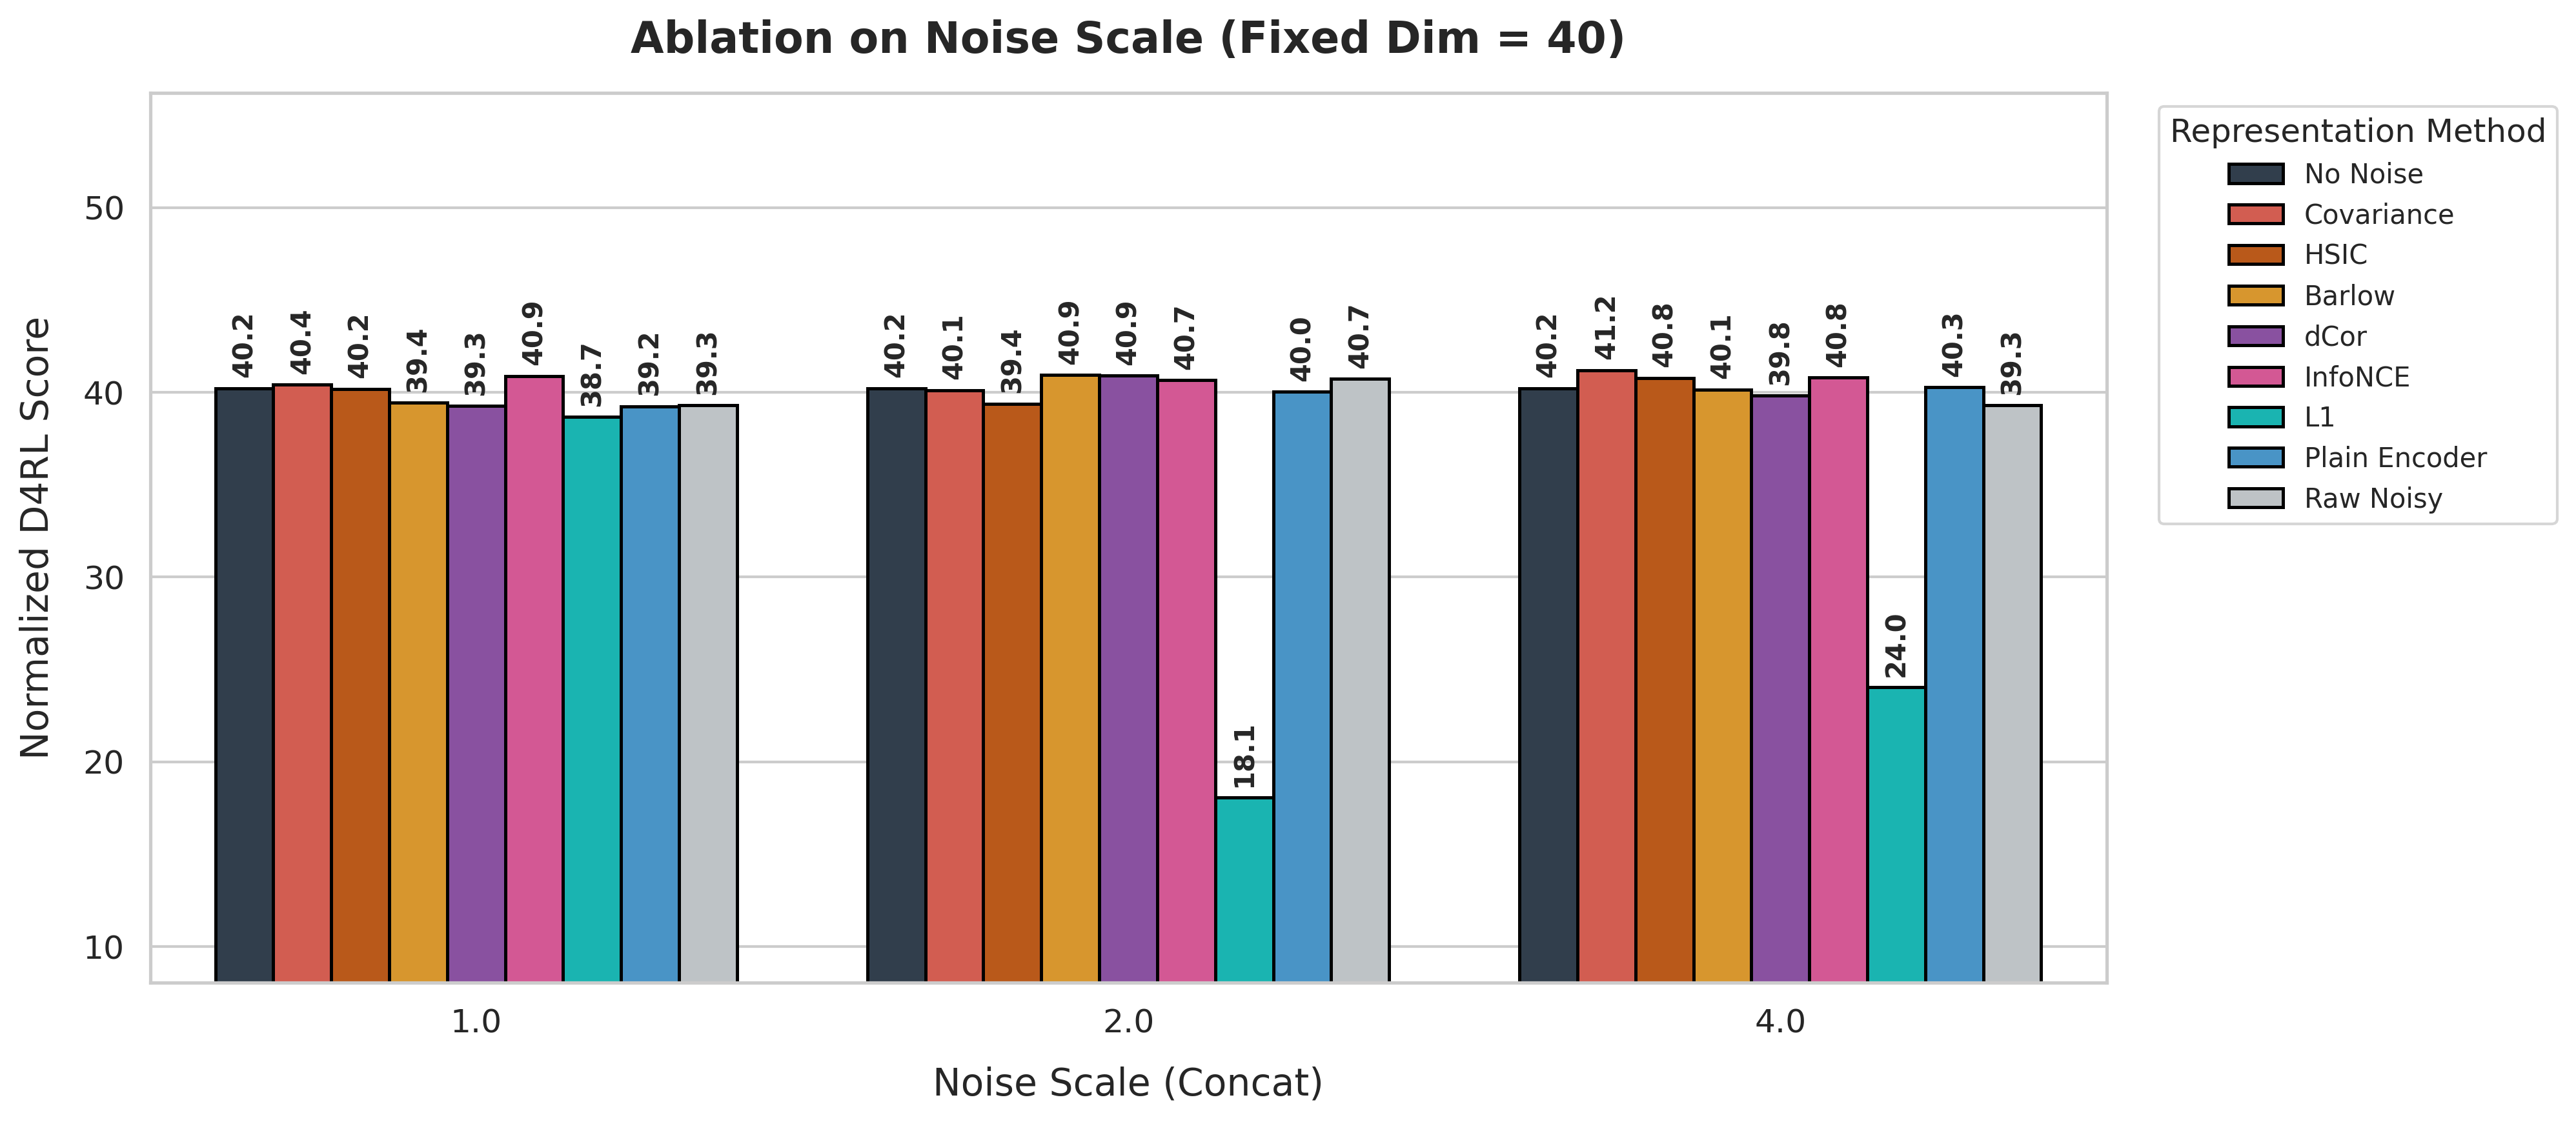 Ablation on Noise Scale (Fixed Dim = 40)
Normalized D4RL Score
50
40
30
20
10
40.2
40.4
40.2
39.4
39.3
40.9
38.7
39.2
39.3
40.2
40.1
39.4
40.9
40.9
40.7
18.1
40.0
40.7
40.2
41.2
40.8
40.1
39.8
40.8
24.0
40.3
39.3
1.0
2.0
4.0
Noise Scale (Concat)
Representation Method
No Noise
Covariance
HSIC
Barlow
dCor
InfoNCE
L1
Plain Encoder
Raw Noisy